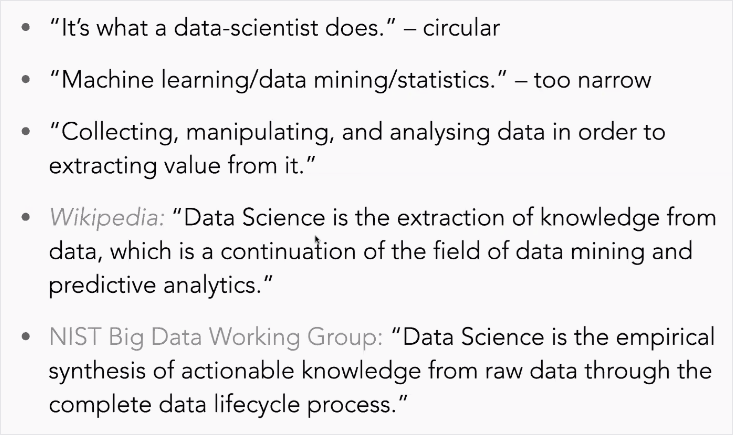 • “It’s what a data-scientist does.” – circular
• “Machine learning/data mining/statistics.” – too narrow
• “Collecting, manipulating, and analysing data in order to
extracting value from it.”
• Wikipedia: “Data Science is the extraction of knowledge from
data, which is a continuation of the field of data mining and
predictive analytics.”
• NIST Big Data Working Group: “Data Science is the empirical
synthesis of actionable knowledge from raw data through the
complete data lifecycle process.”